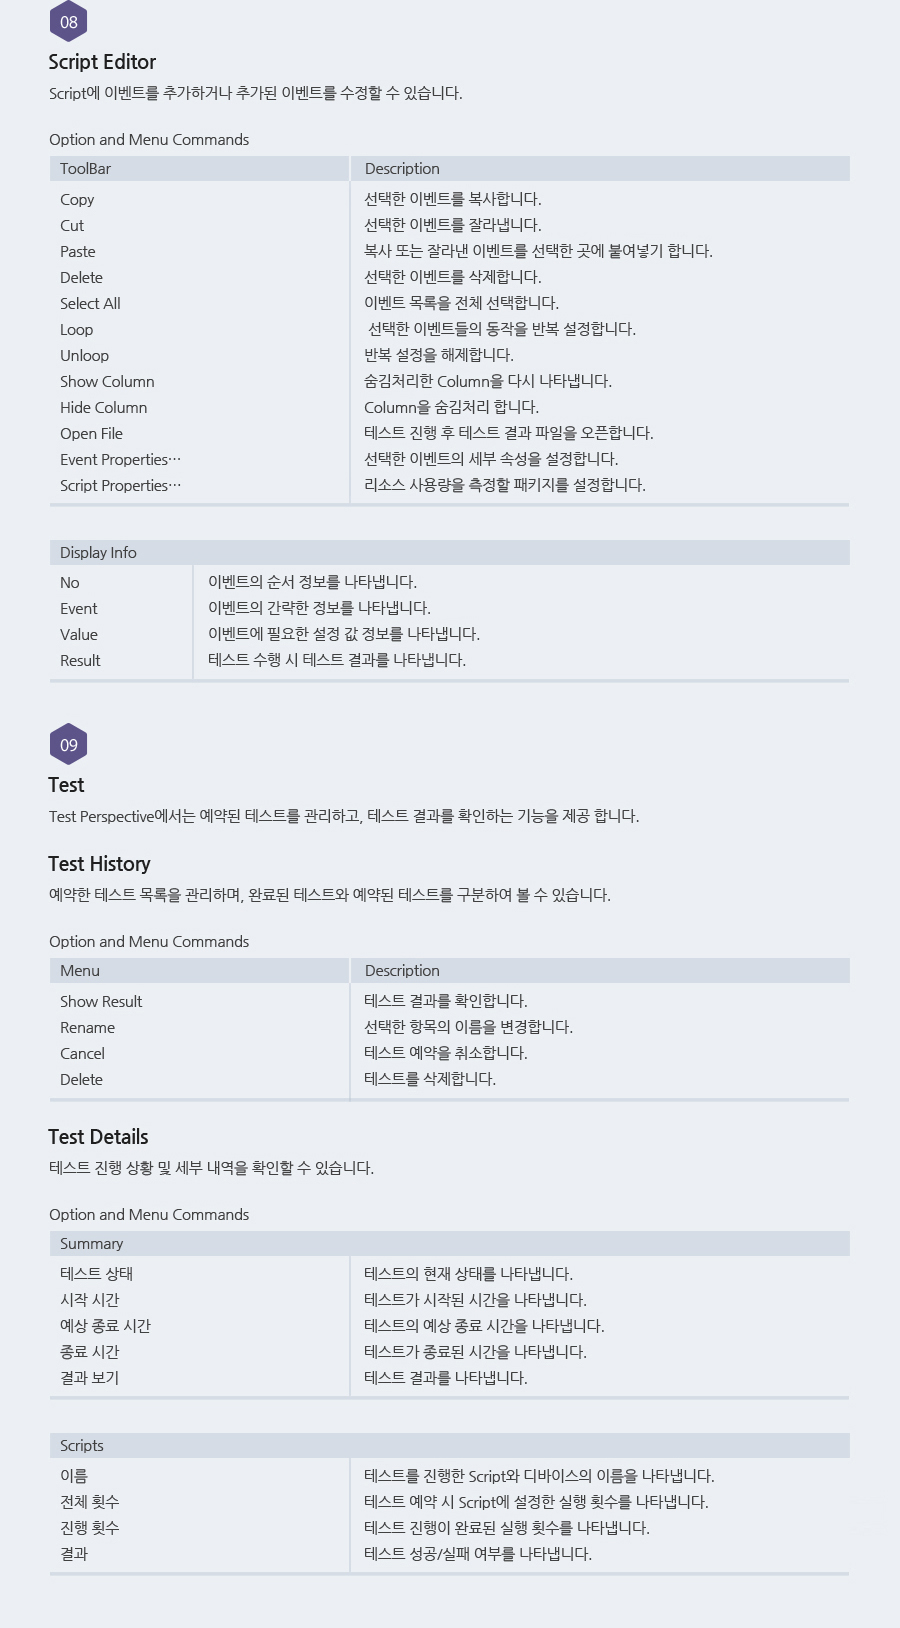 08
Script Editor
Script에 이벤트를 추가하거나 추가된 이벤트를 수정할 수 있습니다.
Option and Menu Commands
ToolBar Description
Copy 선택한 이벤트를 복사합니다.
Cut 선택한 이벤트를 잘라냅니다.
Paste 복사 또는 잘라낸 이벤트를 선택한 곳에 붙여넣기 합니다.
Delete 선택한 이벤트를 삭제합니다.
Select All 이벤트 목록을 전체 선택합니다.
Loop 선택한 이벤트들의 동작을 반복 설정합니다.
Unloop 반복 설정을 해제합니다.
Show Column 숨김처리한 Column을 다시 나타냅니다.
Hide Column Column을 숨김처리 합니다.
Open File 테스트 진행 후 테스트 결과 파일을 오픈합니다.
Event Properties… 선택한 이벤트의 세부 속성을 설정합니다.
Script Properties… 리소스 사용량을 측정할 패키지를 설정합니다.
Display Info
No 이벤트의 순서 정보를 나타냅니다.
Event 이벤트의 간략한 정보를 나타냅니다.
Value 이벤트에 필요한 설정 값 정보를 나타냅니다.
Result 테스트 수행 시 테스트 결과를 나타냅니다.
09
Test
Test Perspective에서는 예약된 테스트를 관리하고, 테스트 결과를 확인하는 기능을 제공 합니다.
Test History
예약한 테스트 목록을 관리하며, 완료된 테스트와 예약된 테스트를 구분하여 볼 수 있습니다.
Option and Menu Commands
Menu Description
Show Result 테스트 결과를 확인합니다.
Rename 선택한 항목의 이름을 변경합니다.
Cancel 테스트 예약을 취소합니다.
Delete 테스트를 삭제합니다.
Test Details
테스트 진행 상황 및 세부 내역을 확인할 수 있습니다.
Option and Menu Commands
Summary
테스트 상태 테스트의 현재 상태를 나타냅니다.
시작 시간 테스트가 시작된 시간을 나타냅니다.
예상 종료 시간 테스트의 예상 종료 시간을 나타냅니다.
종료 시간 테스트가 종료된 시간을 나타냅니다.
결과 보기 테스트 결과를 나타냅니다.
Scripts
이름 테스트를 진행한 Script와 디바이스의 이름을 나타냅니다.
전체 횟수 테스트 예약 시 Script에 설정한 실행 횟수를 나타냅니다.
진행 횟수 테스트 진행이 완료된 실행 횟수를 나타냅니다.
결과 테스트 성공/실패 여부를 나타냅니다.